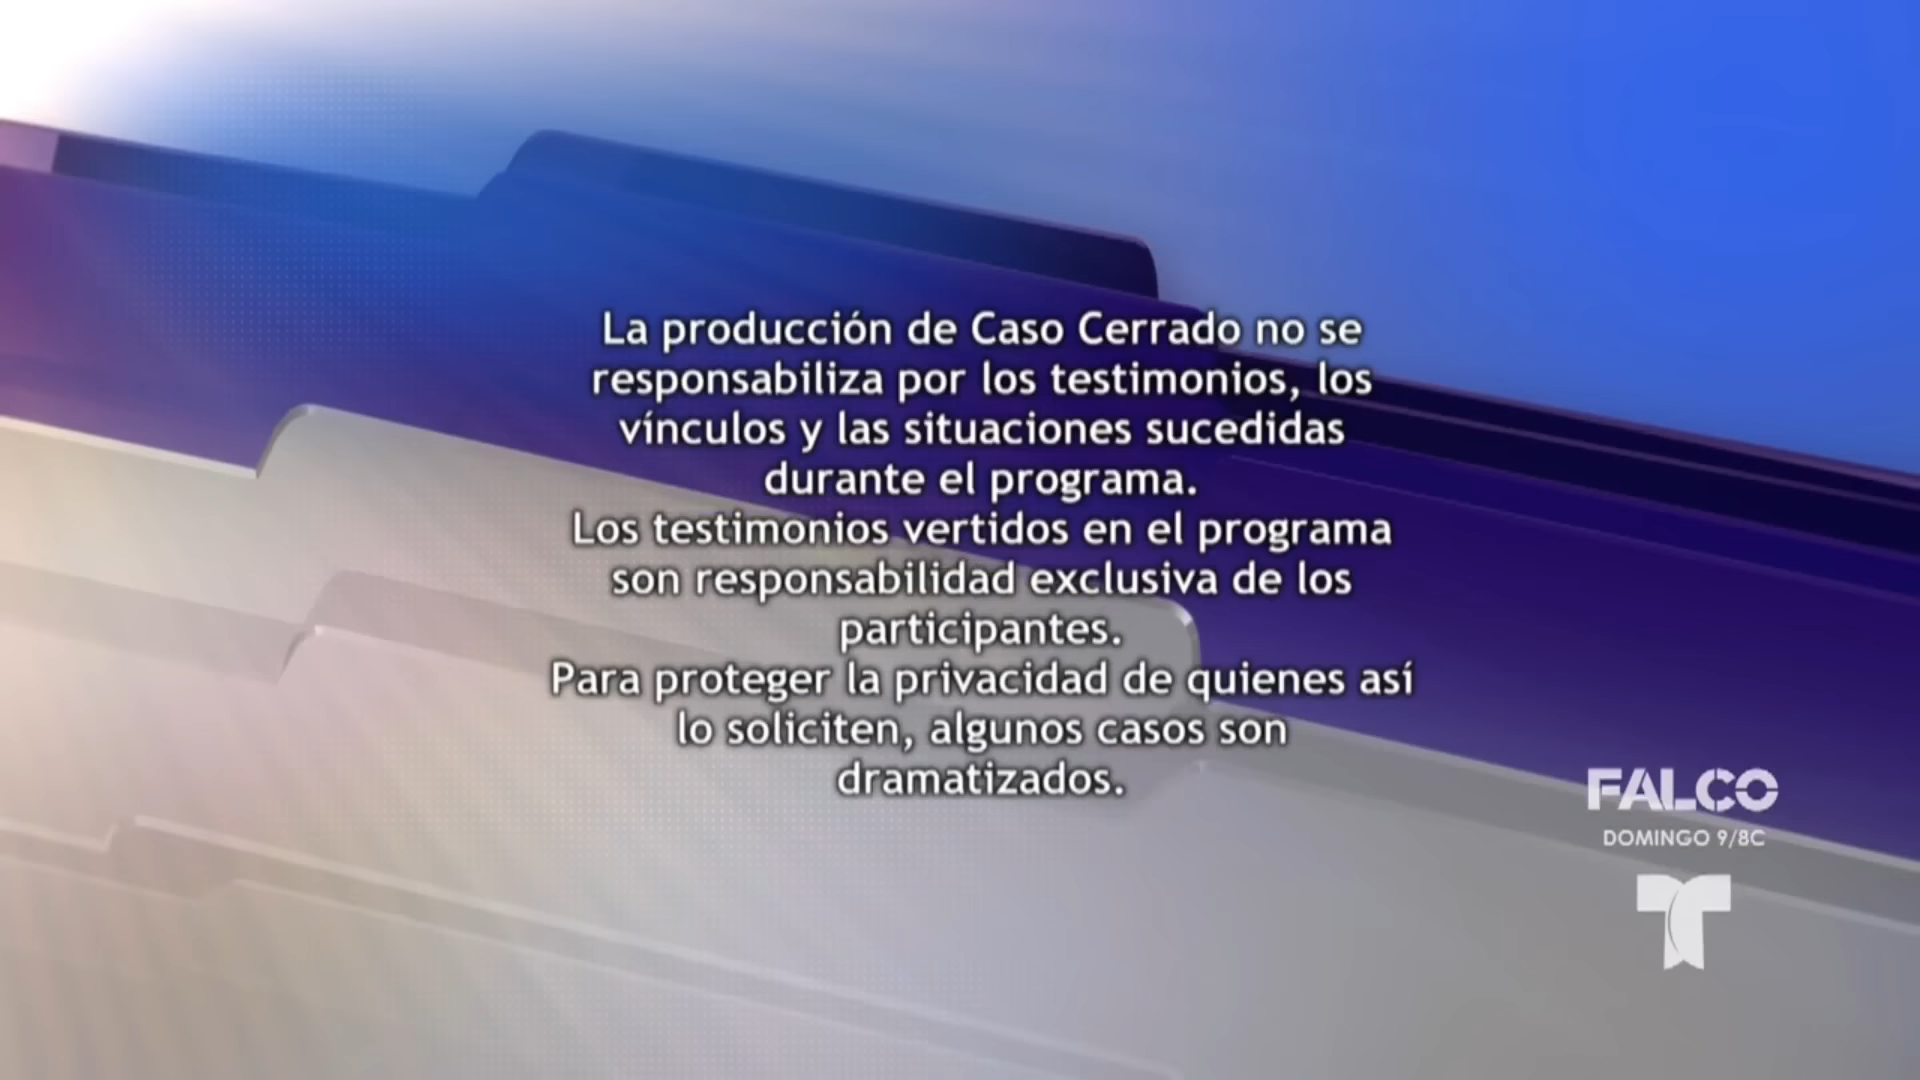 La producción de Caso Cerrado no se
responsabiliza por los testimonios, los
vínculos y las situaciones sucedidas
durante el programa.
Los testimonios vertidos en el programa
son responsabilidad exclusiva de los
participantes.
Para proteger la privacidad de quienes así
lo soliciten, algunos casos son
dramatizados.
FALCO
DOMINGO 9/8C